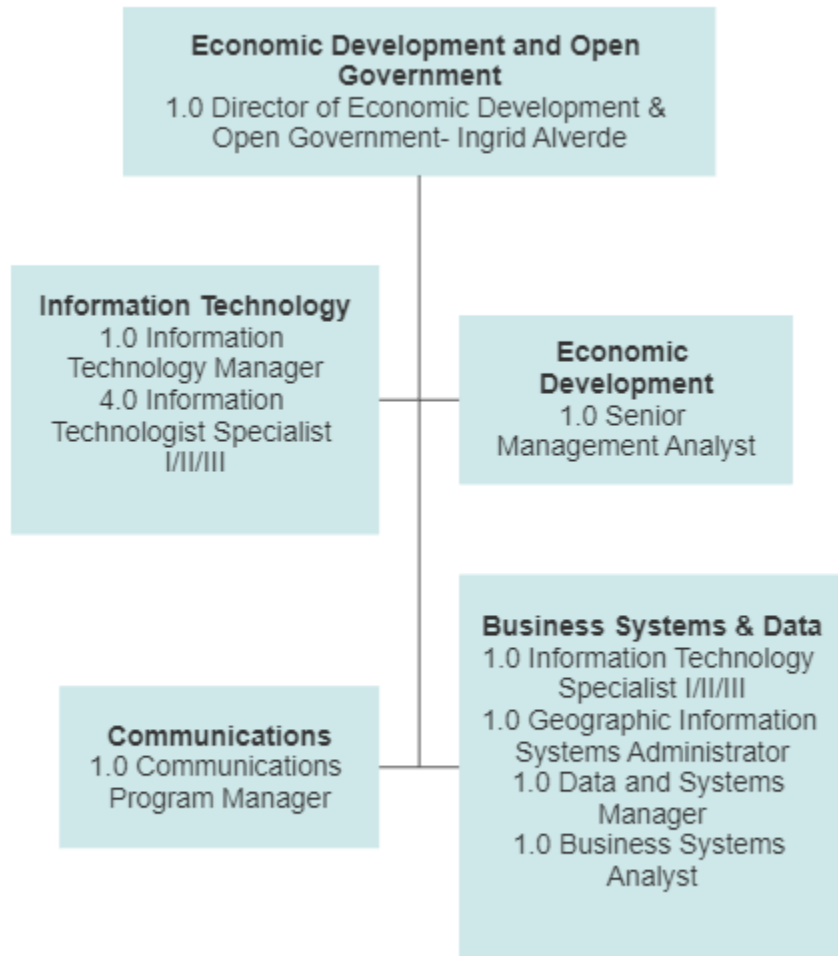 Economic Development and Open
Government
1.0 Director of Economic Development &
Open Government- Ingrid Alverde
Information Technology
1.0 Information
Technology Manager
4.0 Information
Technologist Specialist
I/II/III
Economic
Development
1.0 Senior
Management Analyst
Communications
1.0 Communications
Program Manager
Business Systems & Data
1.0 Information Technology
Specialist I/II/III
1.0 Geographic Information
Systems Administrator
1.0 Data and Systems
Manager
1.0 Business Systems
Analyst